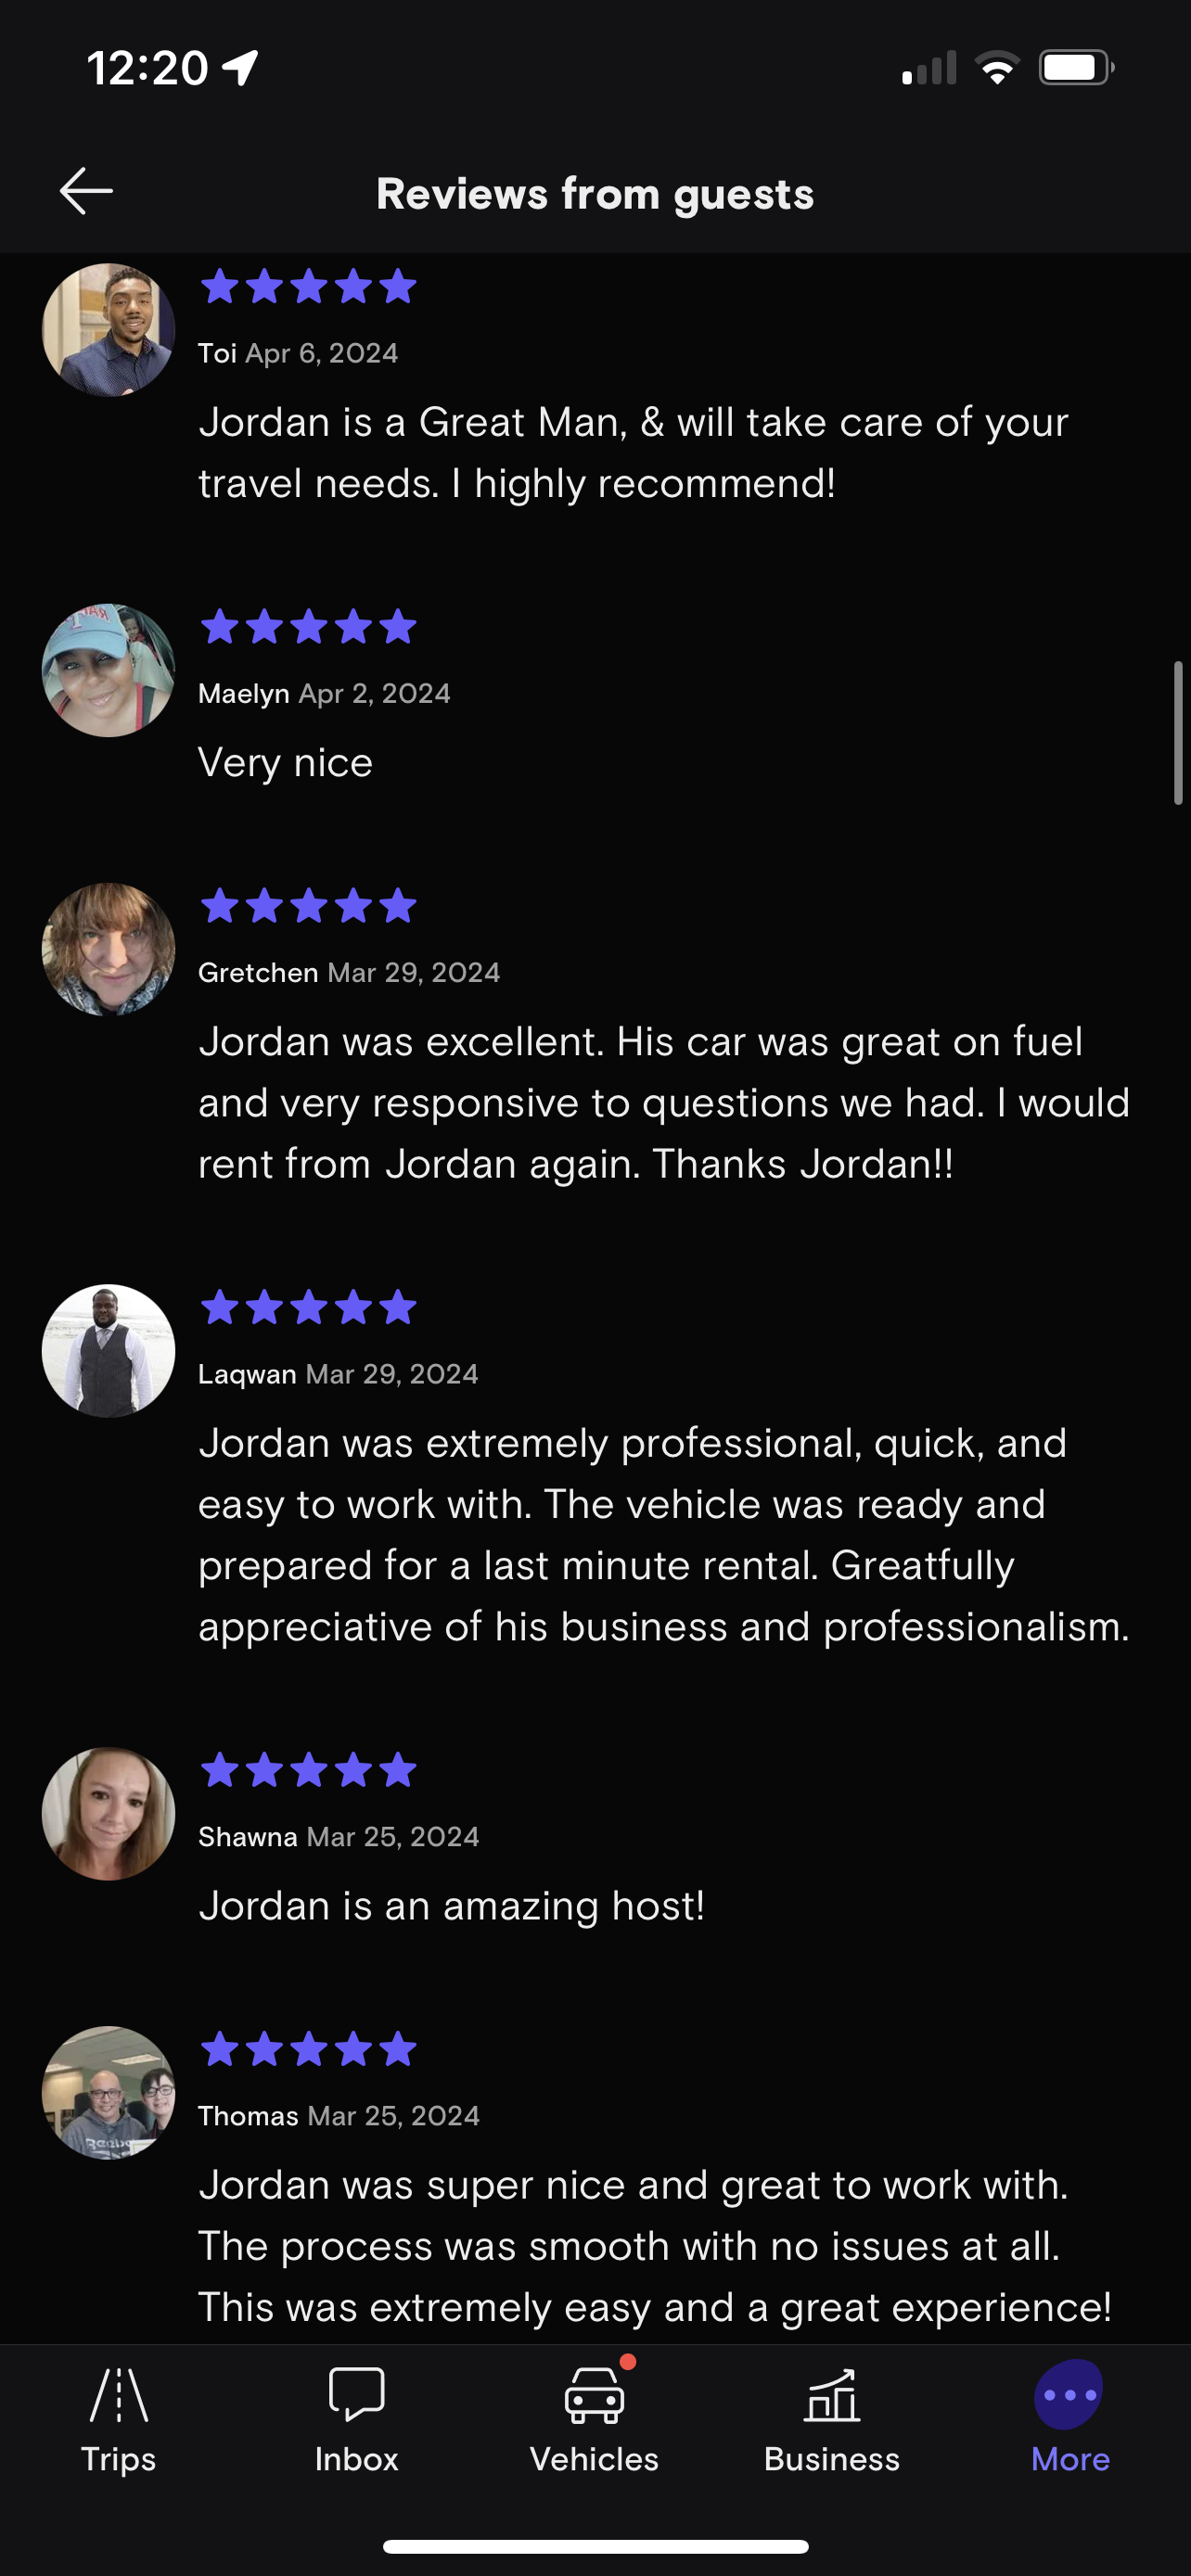 12:20
Reviews from guests
Toi Apr 6, 2024
Jordan is a Great Man, & will take care of your
travel needs. I highly recommend!
Maelyn Apr 2, 2024
Very nice
Gretchen Mar 29, 2024
Jordan was excellent. His car was great on fuel
and very responsive to questions we had. I would
rent from Jordan again. Thanks Jordan!!
Laqwan Mar 29, 2024
Jordan was extremely professional, quick, and
easy to work with. The vehicle was ready and
prepared for a last minute rental. Greatfully
appreciative of his business and professionalism.
Shawna Mar 25, 2024
Jordan is an amazing host!
Thomas Mar 25, 2024
Jordan was super nice and great to work with.
The process was smooth with no issues at all.
This was extremely easy and a great experience!
Trips Inbox Vehicles Business More